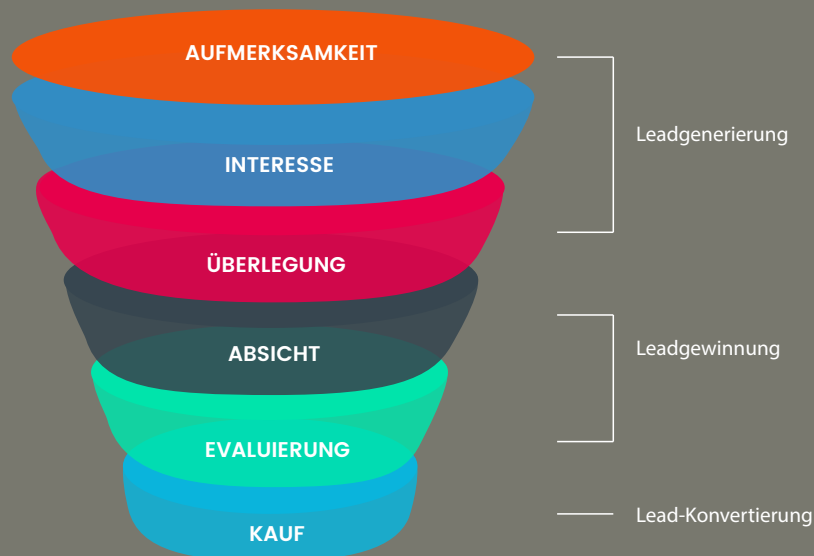 AUFMERKSAMKEIT
INTERESSE
ÜBERLEGUNG
ABSICHT
EVALUIERUNG
KAUF
Leadgenerierung
Leadgewinnung
Lead-Konvertierung